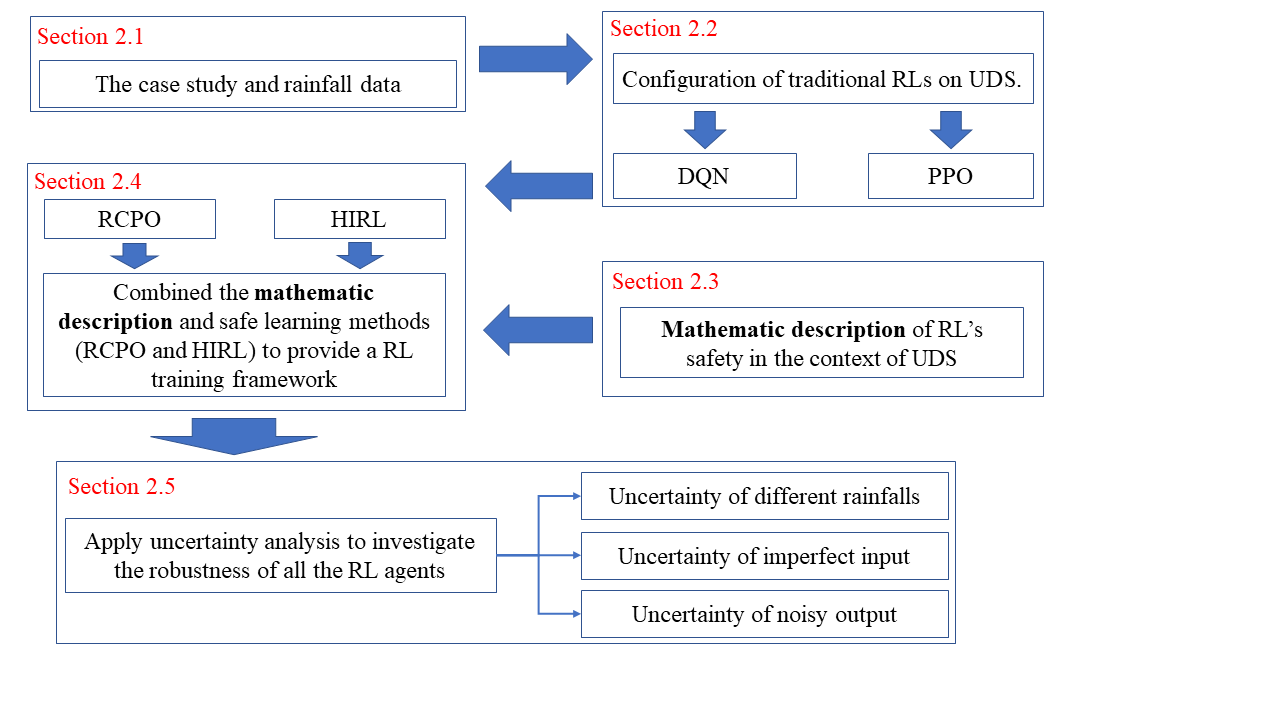 Section 2.1
The case study and rainfall data
Section 2.2
Configuration of traditional RLs on UDS.
DQN
PPO
Section 2.3
Mathematic description of RL’s
safety in the context of UDS
Section 2.4
RCPO
HIRL
Combined the mathematic
description and safe learning methods
(RCPO and HIRL) to provide a RL
training framework
Section 2.5
Apply uncertainty analysis to investigate
the robustness of all the RL agents
Uncertainty of different rainfalls
Uncertainty of imperfect input
Uncertainty of noisy output